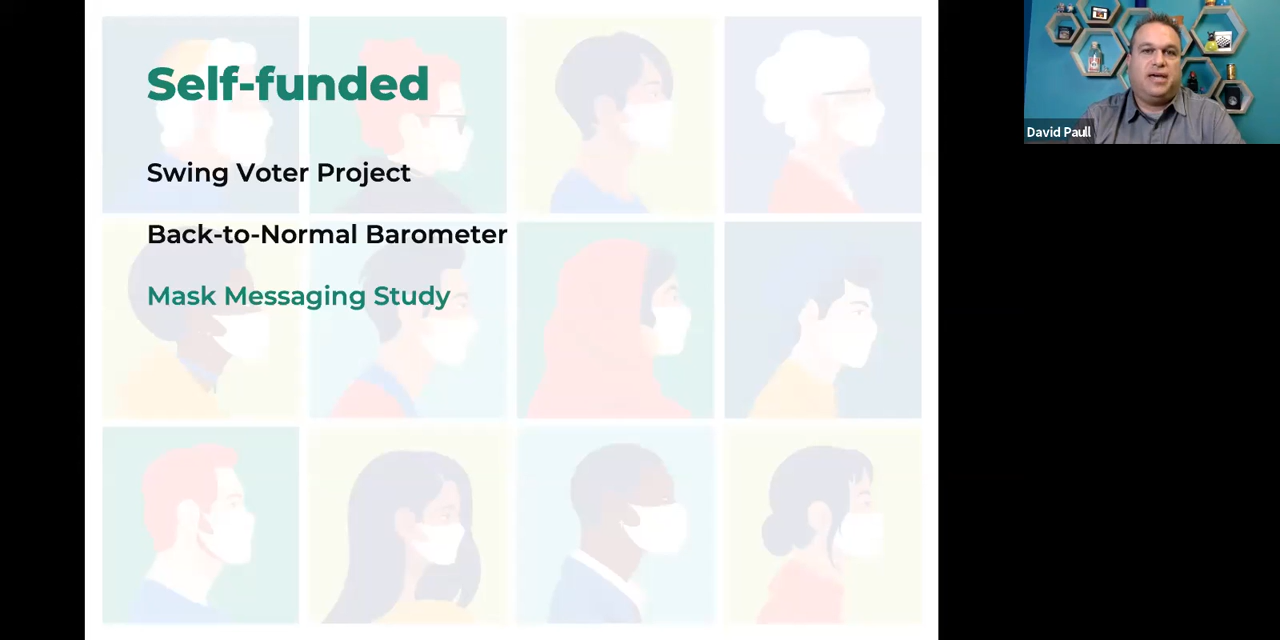 Self-funded
Swing Voter Project
Back-to-Normal Barometer
Mask Messaging Study
David Paull